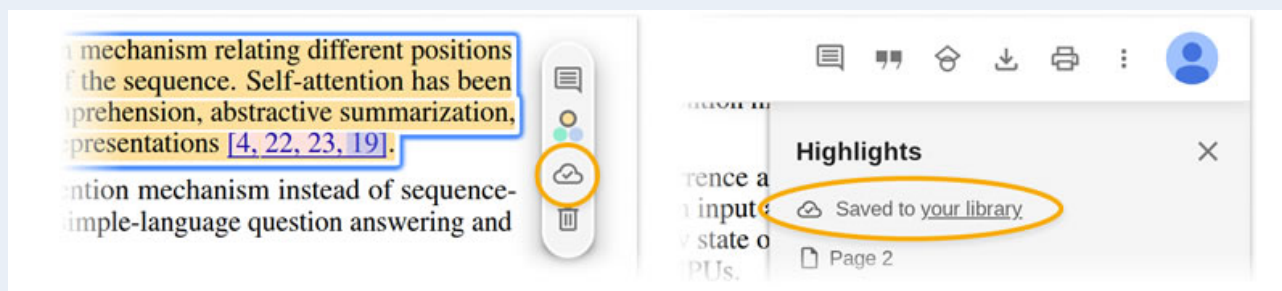 mechanism relating different positions
the sequence. Self-attention has been
prehension, abstractive summarization,
presentations [4, 22, 23, 19].
ention mechanism instead of sequence-
imple-language question answering and
Highlights
rence a
Saved to your library
input
state o
Page 2
PUs.